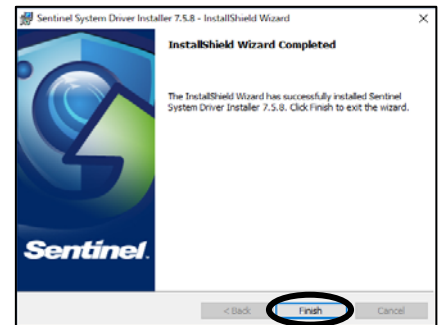 Sentinel System Driver Installer 7.5.8 - InstallShield Wizard
InstallShield Wizard Completed
The InstallShield Wizard has successfully installed Sentinel
System Driver Installer 7.5.8. Click Finish to exit the wizard.
Sentinel.
< Back Finish Cancel